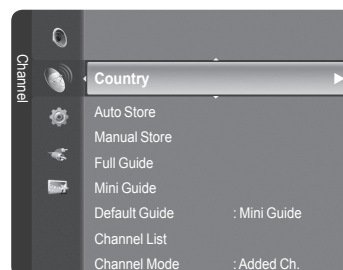 Channel
Country
Auto Store
Manual Store
Full Guide
Mini Guide
Default Guide : Mini Guide
Channel List
Channel Mode : Added Ch.